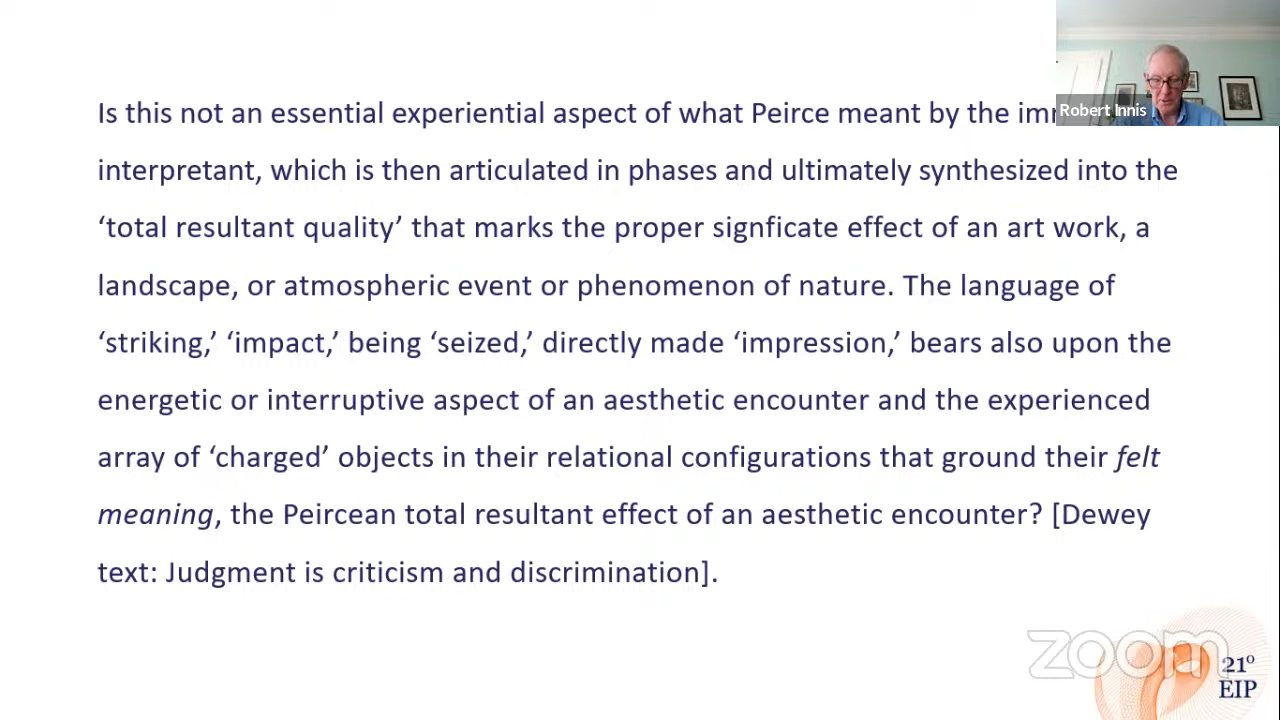 Is this not an essential experiential aspect of what Peirce meant by the
interpretant, which is then articulated in phases and ultimately synthesized into the
‘total resultant quality’ that marks the proper signficate effect of an art work, a
landscape, or atmospheric event or phenomenon of nature. The language of
‘striking,’ ‘impact,’ being ‘seized,’ directly made ‘impression,’ bears also upon the
energetic or interruptive aspect of an aesthetic encounter and the experienced
array of ‘charged’ objects in their relational configurations that ground their felt
meaning, the Peircean total resultant effect of an aesthetic encounter? [Dewey
text: Judgment is criticism and discrimination].
Robert Innis
zoom
21º
EIP